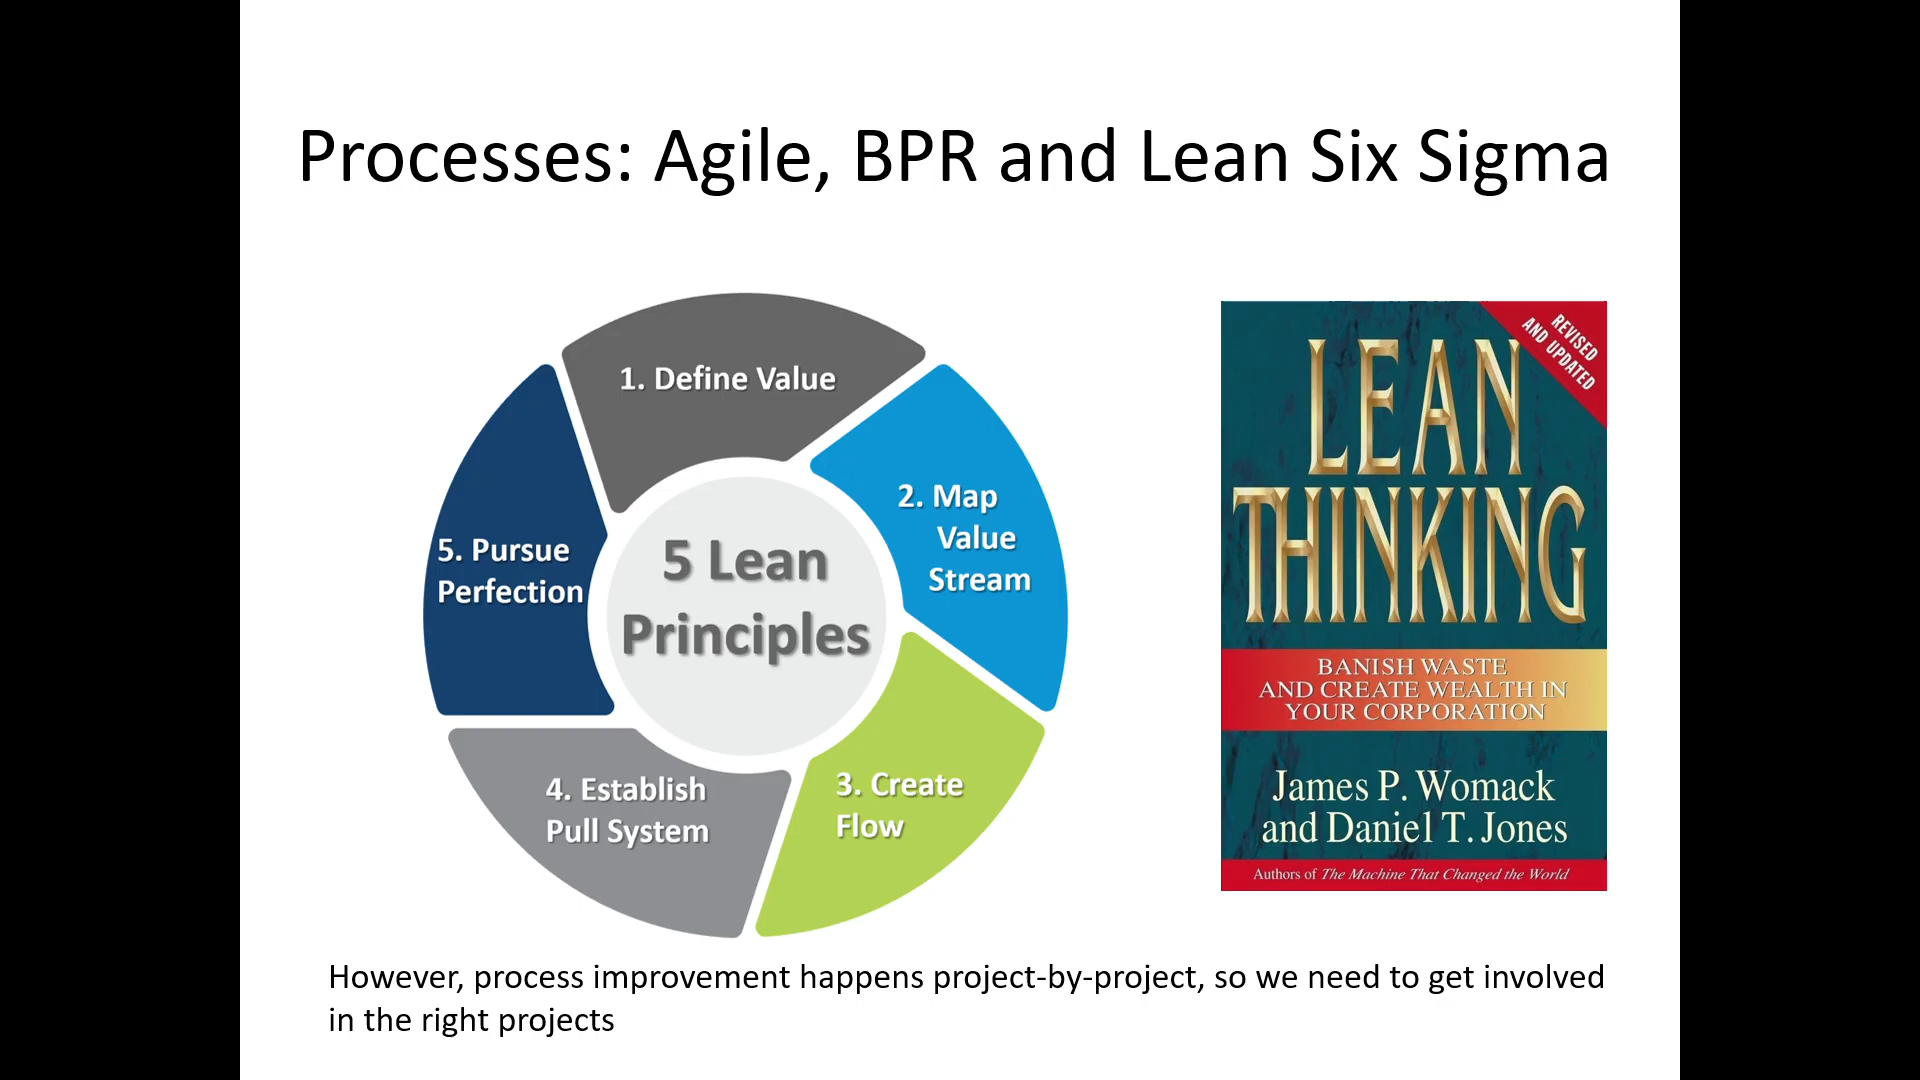 Processes: Agile, BPR and Lean Six Sigma
1. Define Value
2. Map
Value
Stream
3. Create
Flow
4. Establish
Pull System
5. Pursue
Perfection
5 Lean
Principles
REVISED
AND UPDATED
LEAN
THINKING
BANISH WASTE
AND CREATE WEALTH IN
YOUR CORPORATION
James P. Womack
and Daniel T. Jones
Authors of The Machine That Changed the World
However, process improvement happens project-by-project, so we need to get involved
in the right projects